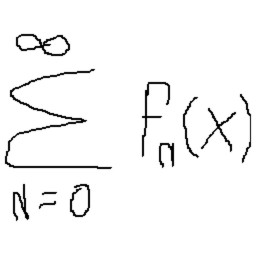 ∞
∑ Fₙ(x)
N = 0